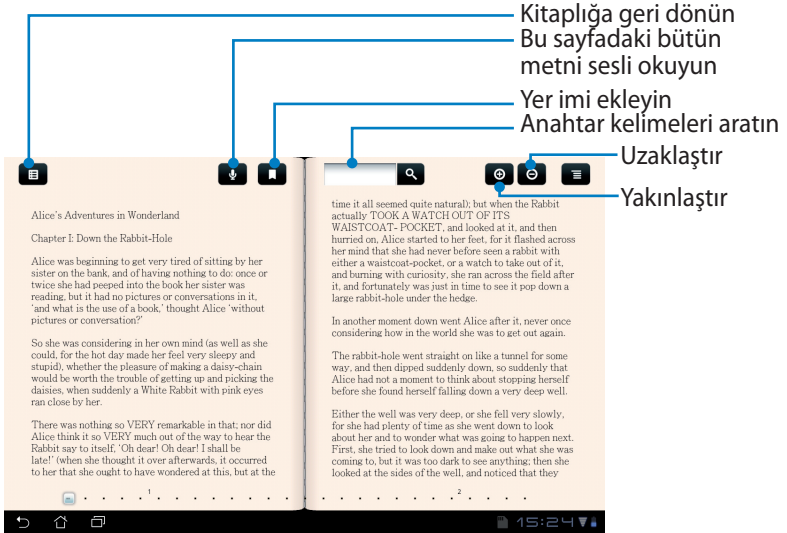 Kitaplığa geri dönün
Bu sayfadaki bütün
metni sesli okuyun
Yer imi ekleyin
Anahtar kelimeleri aratın
Uzaklaştır
Yakınlaştır
Alice's Adventures in Wonderland
Chapter I: Down the Rabbit-Hole
Alice was beginning to get very tired of sitting by her
sister on the bank, and of having nothing to do: once or
twice she had peeped into the book her sister was
reading, but it had no pictures or conversations in it,
'and what is the use of a book,' thought Alice 'without
pictures or conversation?'
So she was considering in her own mind (as well as she
could, for the hot day made her feel very sleepy and
stupid), whether the pleasure of making a daisy-chain
would be worth the trouble of getting up and picking the
daisies, when suddenly a White Rabbit with pink eyes
ran close by her.
There was nothing so VERY remarkable in that; nor did
Alice think it so VERY much out of the way to hear the
Rabbit say to itself, 'Oh dear! Oh dear! I shall be
late!' (when she thought it over afterwards, it occurred
to her that she ought to have wondered at this, but at the
1
time it all seemed quite natural); but when the Rabbit
actually TOOK A WATCH OUT OF ITS
WAISTCOAT- POCKET, and looked at it, and then
hurried on, Alice started to her feet, for it flashed across
her mind that she had never before seen a rabbit with
either a waistcoat-pocket, or a watch to take out of it,
and burning with curiosity, she ran across the field after
it, and fortunately was just in time to see it pop down a
large rabbit-hole under the hedge.
In another moment down went Alice after it, never once
considering how in the world she was to get out again.
The rabbit-hole went straight on like a tunnel for some
way, and then dipped suddenly down, so suddenly that
Alice had not a moment to think about stopping herself
before she found herself falling down a very deep well.
Either the well was very deep, or she fell very slowly,
for she had plenty of time as she went down to look
about her and to wonder what was going to happen next.
First, she tried to look down and make out what she was
coming to, but it was too dark to see anything; then she
looked at the sides of the well, and noticed that they
2
15:24